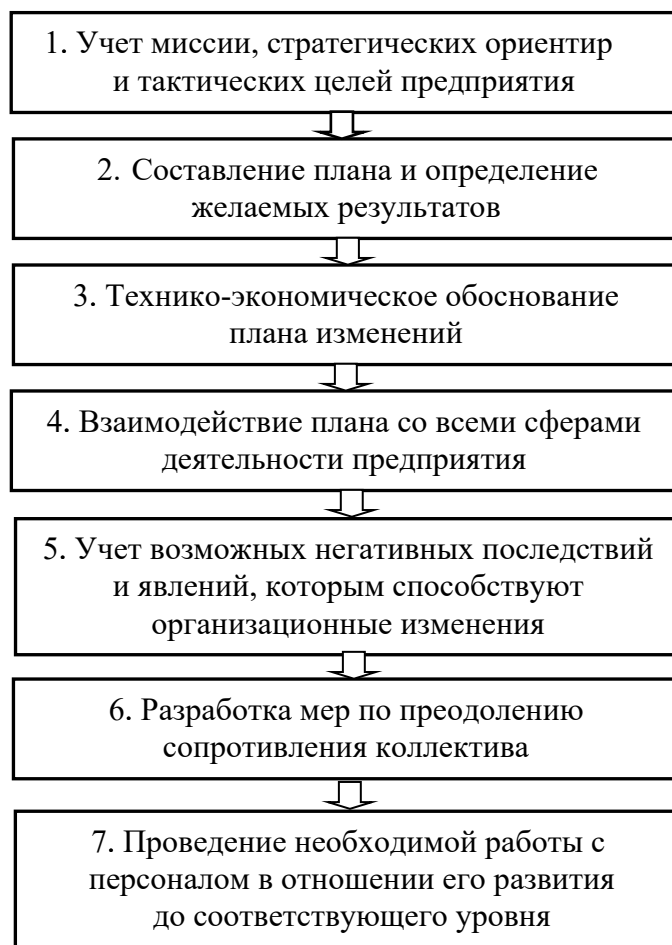 1. Учет миссии, стратегических ориентир
и тактических целей предприятия
2. Составление плана и определение
желаемых результатов
3. Технико-экономическое обоснование
плана изменений
4. Взаимодействие плана со всеми сферами
деятельности предприятия
5. Учет возможных негативных последствий
и явлений, которым способствуют
организационные изменения
6. Разработка мер по преодолению
сопротивления коллектива
7. Проведение необходимой работы с
персоналом в отношении его развития
до соответствующего уровня